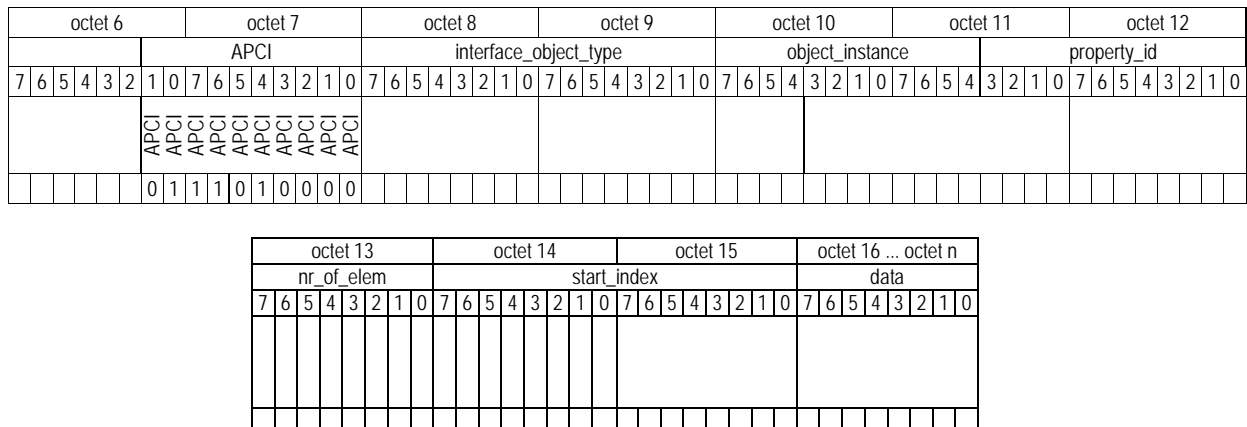 octet 6 octet 7 octet 8 octet 9 octet 10 octet 11 octet 12
APCI interface_object_type object_instance property_id
7 6 5 4 3 2 1 0 7 6 5 4 3 2 1 0 7 6 5 4 3 2 1 0 7 6 5 4 3 2 1 0 7 6 5 4 3 2 1 0 7 6 5 4 3 2 1 0 7 6 5 4 3 2 1 0
APCI APCI APCI APCI APCI APCI APCI APCI APCI APCI
0 1 1 1 0 1 0 0 0 0
octet 13 octet 14 octet 15 octet 16 ... octet n
nr_of_elem start_index data
7 6 5 4 3 2 1 0 7 6 5 4 3 2 1 0 7 6 5 4 3 2 1 0 7 6 5 4 3 2 1 0